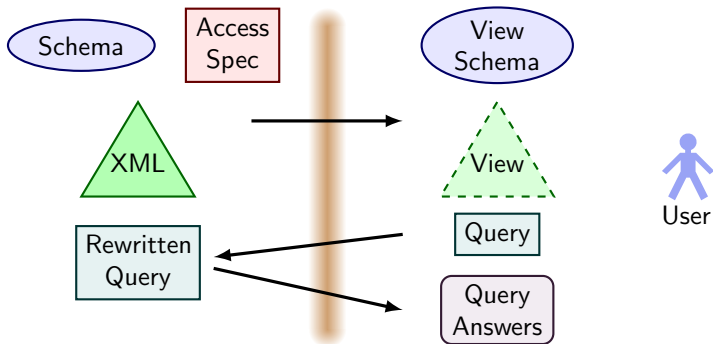 Schema
Access
Spec
View
Schema
XML
View
User
Rewritten
Query
Query
Query
Answers